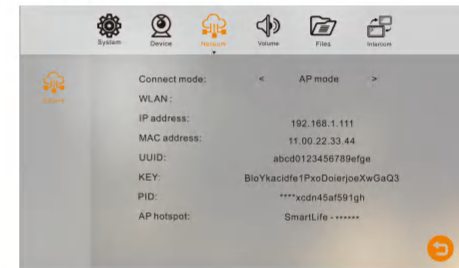 System Device Network Volume Files Intercom
Network
Connect mode: < AP mode >
WLAN :
IP address: 192.168.1.111
MAC address: 11.00.22.33.44
UUID: abcd0123456789efge
KEY: BIoYkacidfe1PxoDoierjoeXwGaQ3
PID: ****xcdn45af591gh
AP hotspot: SmartLife - ******